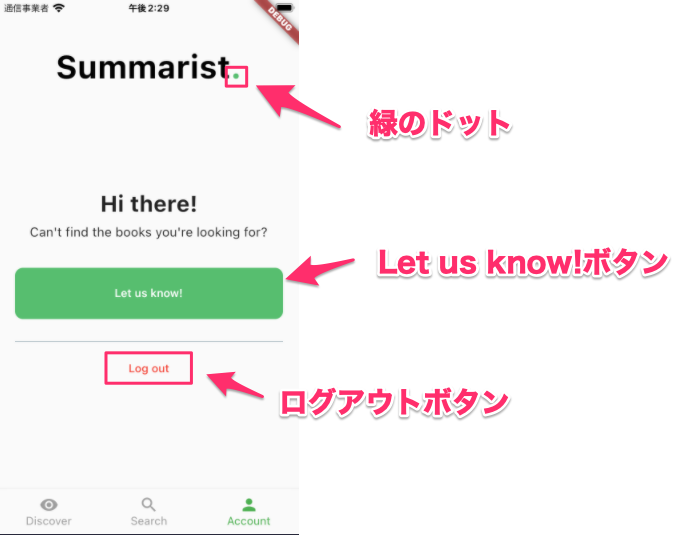 通信事業者 午後2:29
DEBUG
Summarist.
緑のドット
Hi there!
Can't find the books you're looking for?
Let us know!ボタン
Let us know!
Log out
ログアウトボタン
Discover Search Account